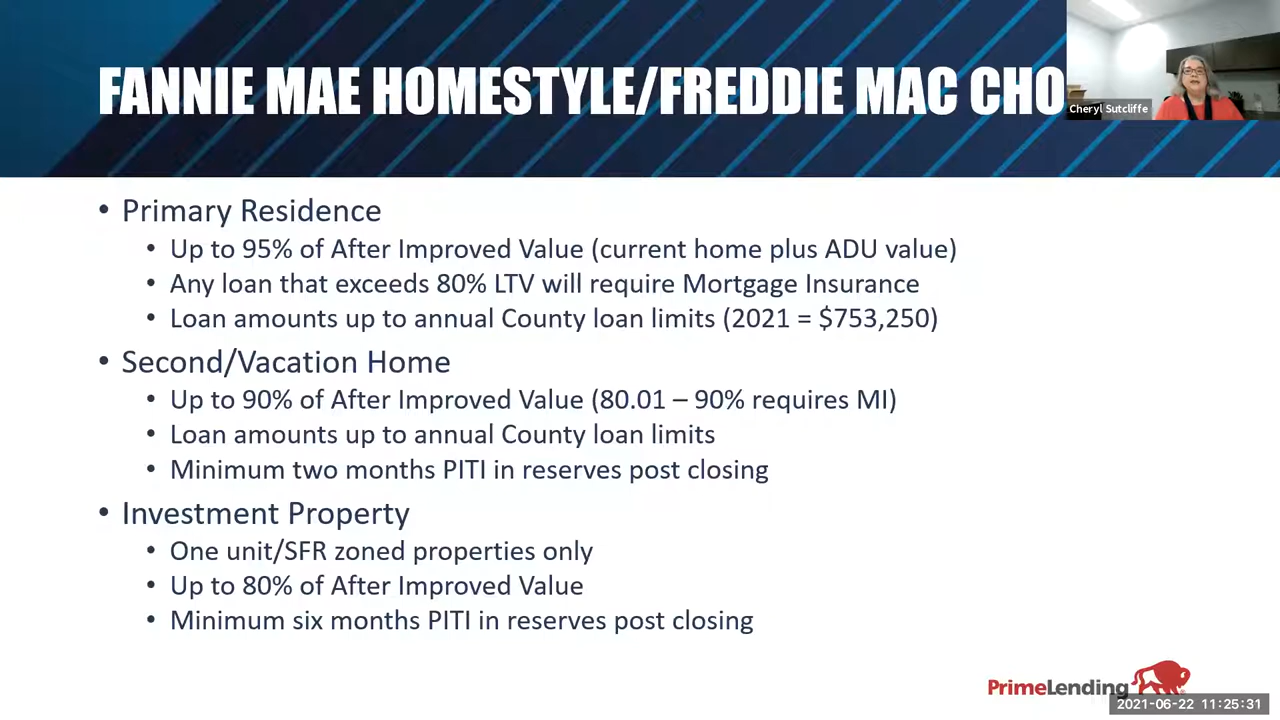 FANNIE MAE HOMESTYLE/FREDDIE MAC CHO
Cheryl Sutcliffe
• Primary Residence
• Up to 95% of After Improved Value (current home plus ADU value)
• Any loan that exceeds 80% LTV will require Mortgage Insurance
• Loan amounts up to annual County loan limits (2021 = $753,250)
• Second/Vacation Home
• Up to 90% of After Improved Value (80.01 – 90% requires MI)
• Loan amounts up to annual County loan limits
• Minimum two months PITI in reserves post closing
• Investment Property
• One unit/SFR zoned properties only
• Up to 80% of After Improved Value
• Minimum six months PITI in reserves post closing
PrimeLending
2021-06-22 11:25:31